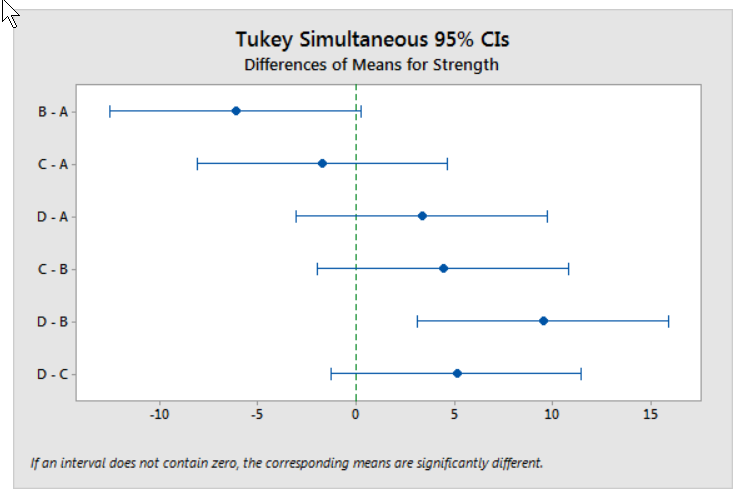 Tukey Simultaneous 95% CIs
Differences of Means for Strength
B - A
C - A
D - A
C - B
D - B
D - C
-10 -5 0 5 10 15
If an interval does not contain zero, the corresponding means are significantly different.